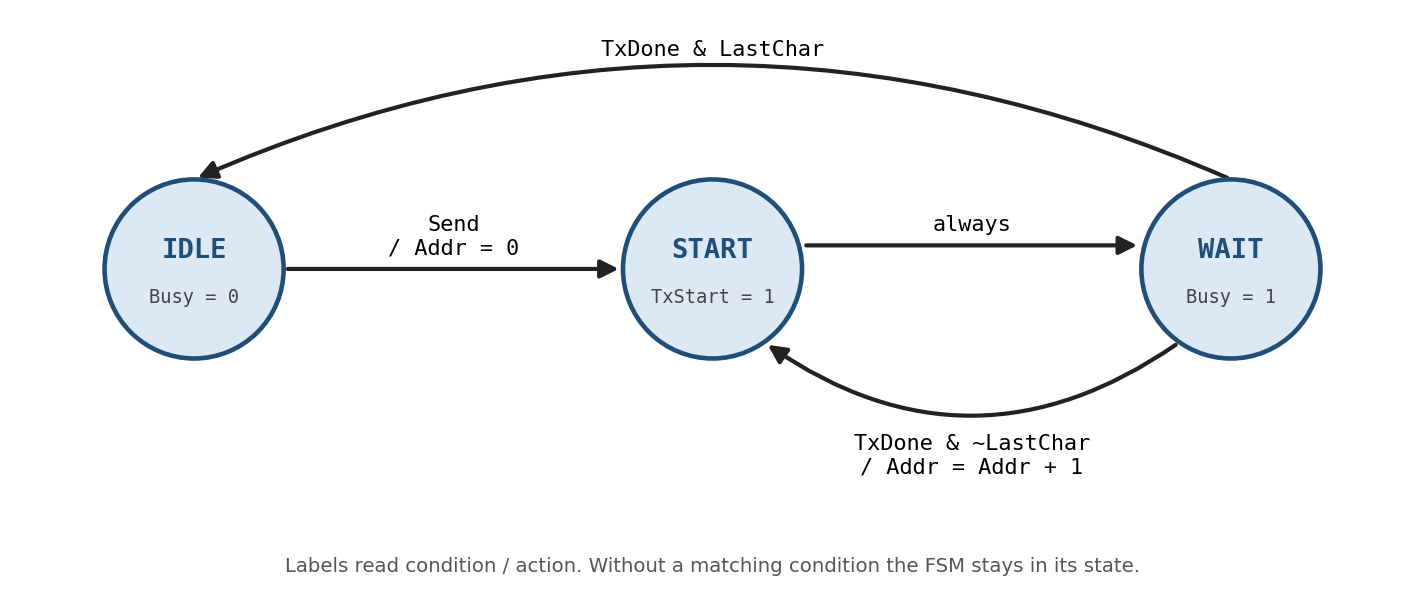 TxDone & LastChar
Send
/ Addr = 0
always
IDLE
Busy = 0
START
TxStart = 1
WAIT
Busy = 1
TxDone & ~LastChar
/ Addr = Addr + 1
Labels read condition / action. Without a matching condition the FSM stays in its state.